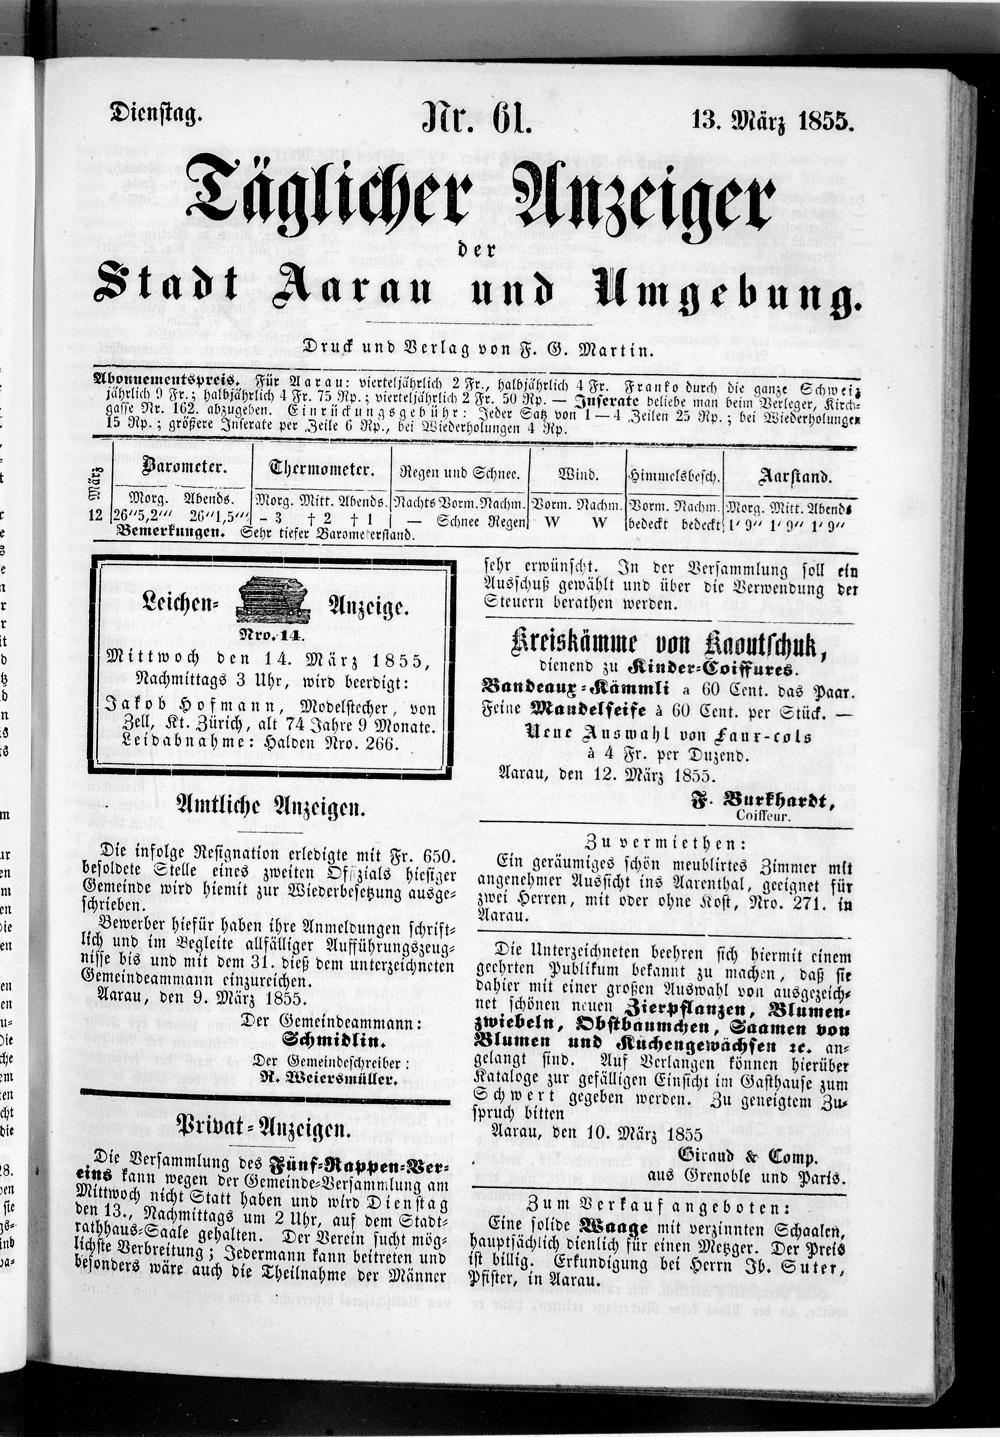 Dienstag. Nr. 61. 13. März 1855.
Täglicher Anzeiger
der
Stadt Aarau und Umgebung.
Druck und Verlag von F. G. Martin.
Abonnementspreis. Für Aarau: vierteljährlich 2 Fr., halbjährlich 4 Fr. Franko durch die ganze Schweiz
jährlich 9 Fr.; halbjährlich 4 Fr. 75 Rp.; vierteljährlich 2 Fr. 50 Rp. — Inserate beliebe man beim Verleger, Kirch-
gasse Nr. 162. abzugeben. Einrückungsgebühr: Jeder Satz von 1—4 Zeilen 25 Rp.; bei Wiederholungen
15 Rp.; größere Inserate per Zeile 6 Rp., bei Wiederholungen 4 Rp.
März Barometer. Thermometer. Regen und Schnee. Wind. Himmelsbesch. Aarstand.
Morg. Abends. Morg. Mitt. Abends. Nachts Vorm. Nachm. Vorm. Nachm. Vorm. Nachm. Morg. Mitt. Abends
12 26"5,2"' 26"1,5"' – 3 † 2 † 1 — Schnee Regen W W bedeckt bedeckt 1' 9" 1' 9" 1' 9"
Bemerkungen. Sehr tiefer Barometerstand.
Leichen- Anzeige.
Nro. 14.
Mittwoch den 14. März 1855,
Nachmittags 3 Uhr, wird beerdigt:
Jakob Hofmann, Modelstecher, von
Zell, Kt. Zürich, alt 74 Jahre 9 Monate.
Leidabnahme: Halden Nro. 266.
Amtliche Anzeigen.
Die infolge Resignation erledigte mit Fr. 650.
besoldete Stelle eines zweiten Offizials hiesiger
Gemeinde wird hiemit zur Wiederbesetzung ausge-
schrieben.
Bewerber hiefür haben ihre Anmeldungen schrift-
lich und im Begleite allfälliger Aufführungszeug-
nisse bis und mit dem 31. dieß dem unterzeichneten
Gemeindeammann einzureichen.
Aarau, den 9. März 1855.
Der Gemeindeammann:
Schmidlin.
Der Gemeindeschreiber:
R. Weiersmüller.
Privat-Anzeigen.
Die Versammlung des Fünf-Rappen-Ver-
eins kann wegen der Gemeinde-Versammlung am
Mittwoch nicht Statt haben und wird Dienstag
den 13., Nachmittags um 2 Uhr, auf dem Stadt-
rathhaus-Saale gehalten. Der Verein sucht mög-
lichste Verbreitung; Jedermann kann beitreten und
besonders wäre auch die Theilnahme der Männer
sehr erwünscht. In der Versammlung soll ein
Ausschuß gewählt und über die Verwendung der
Steuern berathen werden.
Kreiskämme von Kaoutschuk,
dienend zu Kinder-Coiffures.
Bandeaux-Kämmli a 60 Cent. das Paar.
Feine Mandelseife à 60 Cent. per Stück. —
Neue Auswahl von Faux-cols
à 4 Fr. per Duzend.
Aarau, den 12. März 1855.
F. Burkhardt,
Coiffeur.
Zu vermiethen:
Ein geräumiges schön meublirtes Zimmer mit
angenehmer Aussicht ins Aarenthal, geeignet für
zwei Herren, mit oder ohne Kost, Nro. 271. in
Aarau.
Die Unterzeichneten beehren sich hiermit einem
geehrten Publikum bekannt zu machen, daß sie
dahier mit einer großen Auswahl von ausgezeich-
net schönen neuen Zierpflanzen, Blumen-
zwiebeln, Obstbäumchen, Saamen von
Blumen und Küchengewächsen ꝛc. an-
gelangt sind. Auf Verlangen können hierüber
Kataloge zur gefälligen Einsicht im Gasthause zum
Schwert gegeben werden. Zu geneigtem Zu-
spruch bitten
Aarau, den 10. März 1855
Giraud & Comp.
aus Grenoble und Paris.
Zum Verkauf angeboten:
Eine solide Waage mit verzinnten Schaalen,
hauptsächlich dienlich für einen Metzger. Der Preis
ist billig. Erkundigung bei Herrn Jb. Suter,
Pfister, in Aarau.